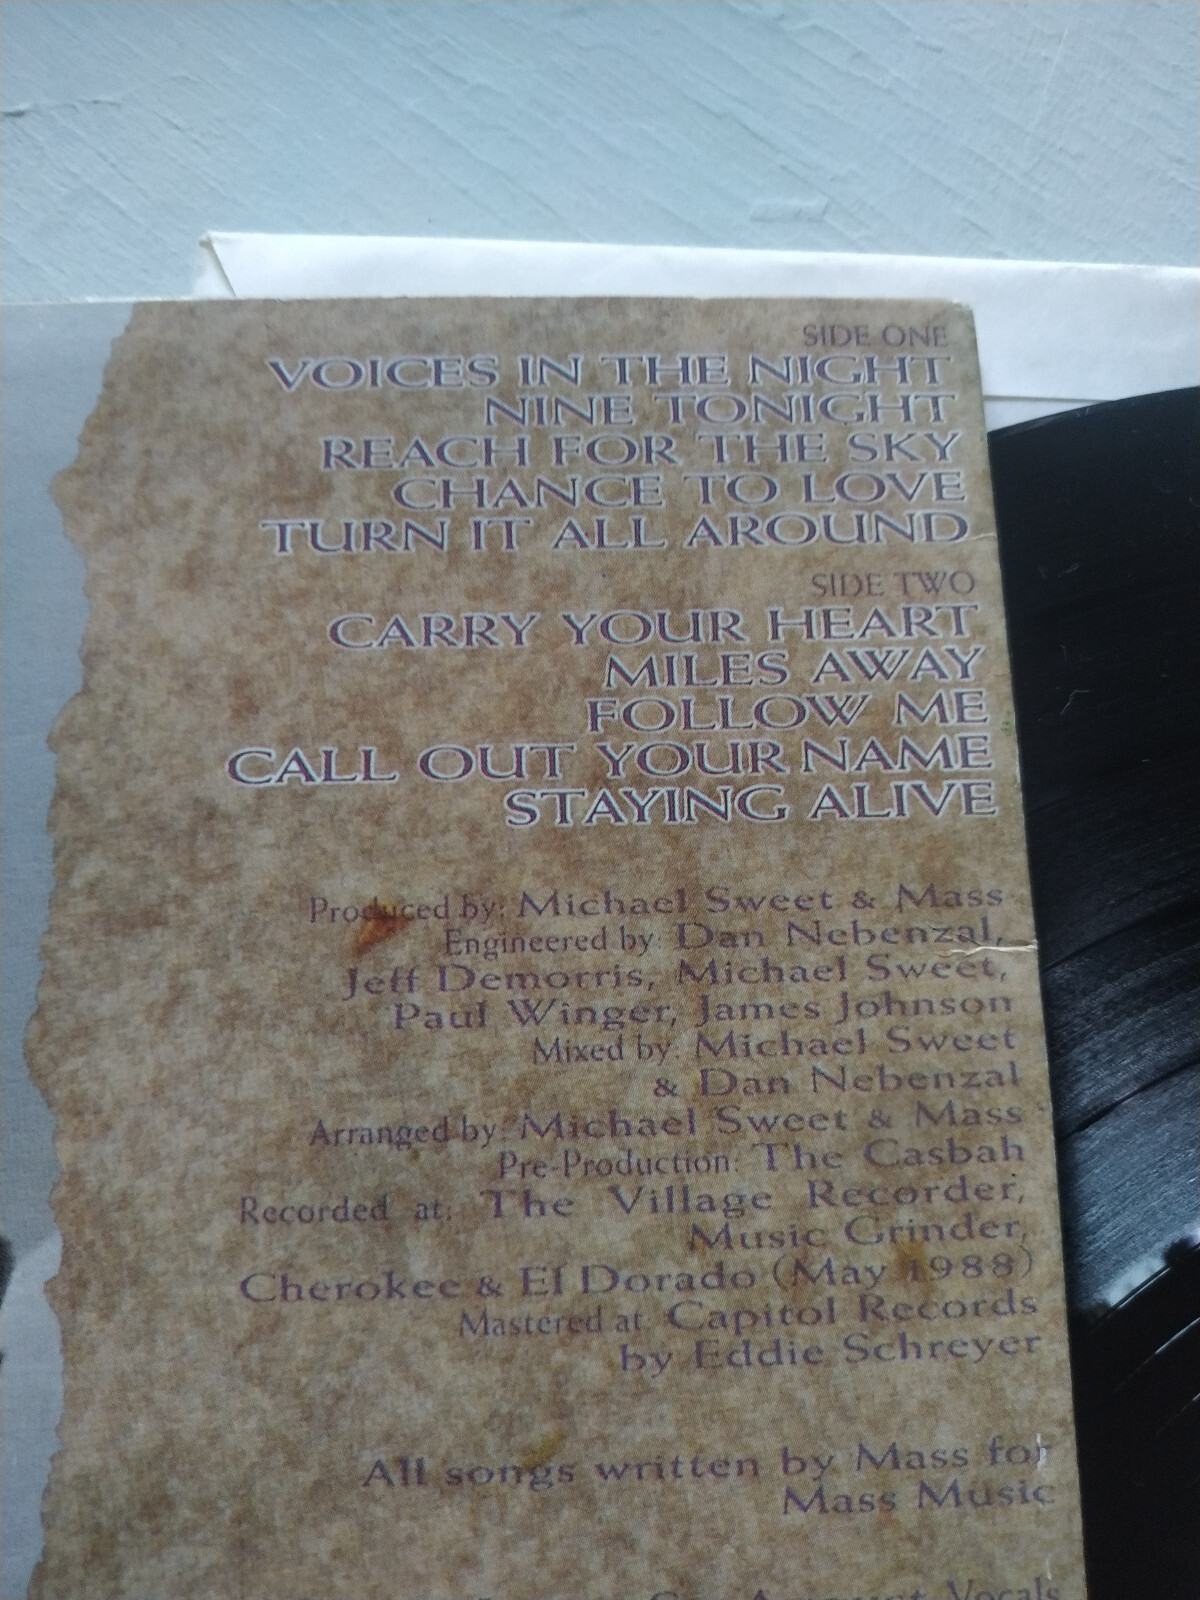 SIDE ONE
VOICES IN THE NIGHT
NINE TONIGHT
REACH FOR THE SKY
CHANCE TO LOVE
TURN IT ALL AROUND
SIDE TWO
CARRY YOUR HEART
MILES AWAY
FOLLOW ME
CALL OUT YOUR NAME
STAYING ALIVE
Produced by: Michael Sweet & Mass
Engineered by: Dan Nebenzal,
Jeff Demorris, Michael Sweet,
Paul Winger, James Johnson
Mixed by: Michael Sweet
& Dan Nebenzal
Arranged by: Michael Sweet & Mass
Pre-Production: The Casbah
Recorded at: The Village Recorder,
Music Grinder,
Cherokee & El Dorado (May 1988)
Mastered at: Capitol Records
by Eddie Schreyer
All songs written by Mass for
Mass Music
Vocals